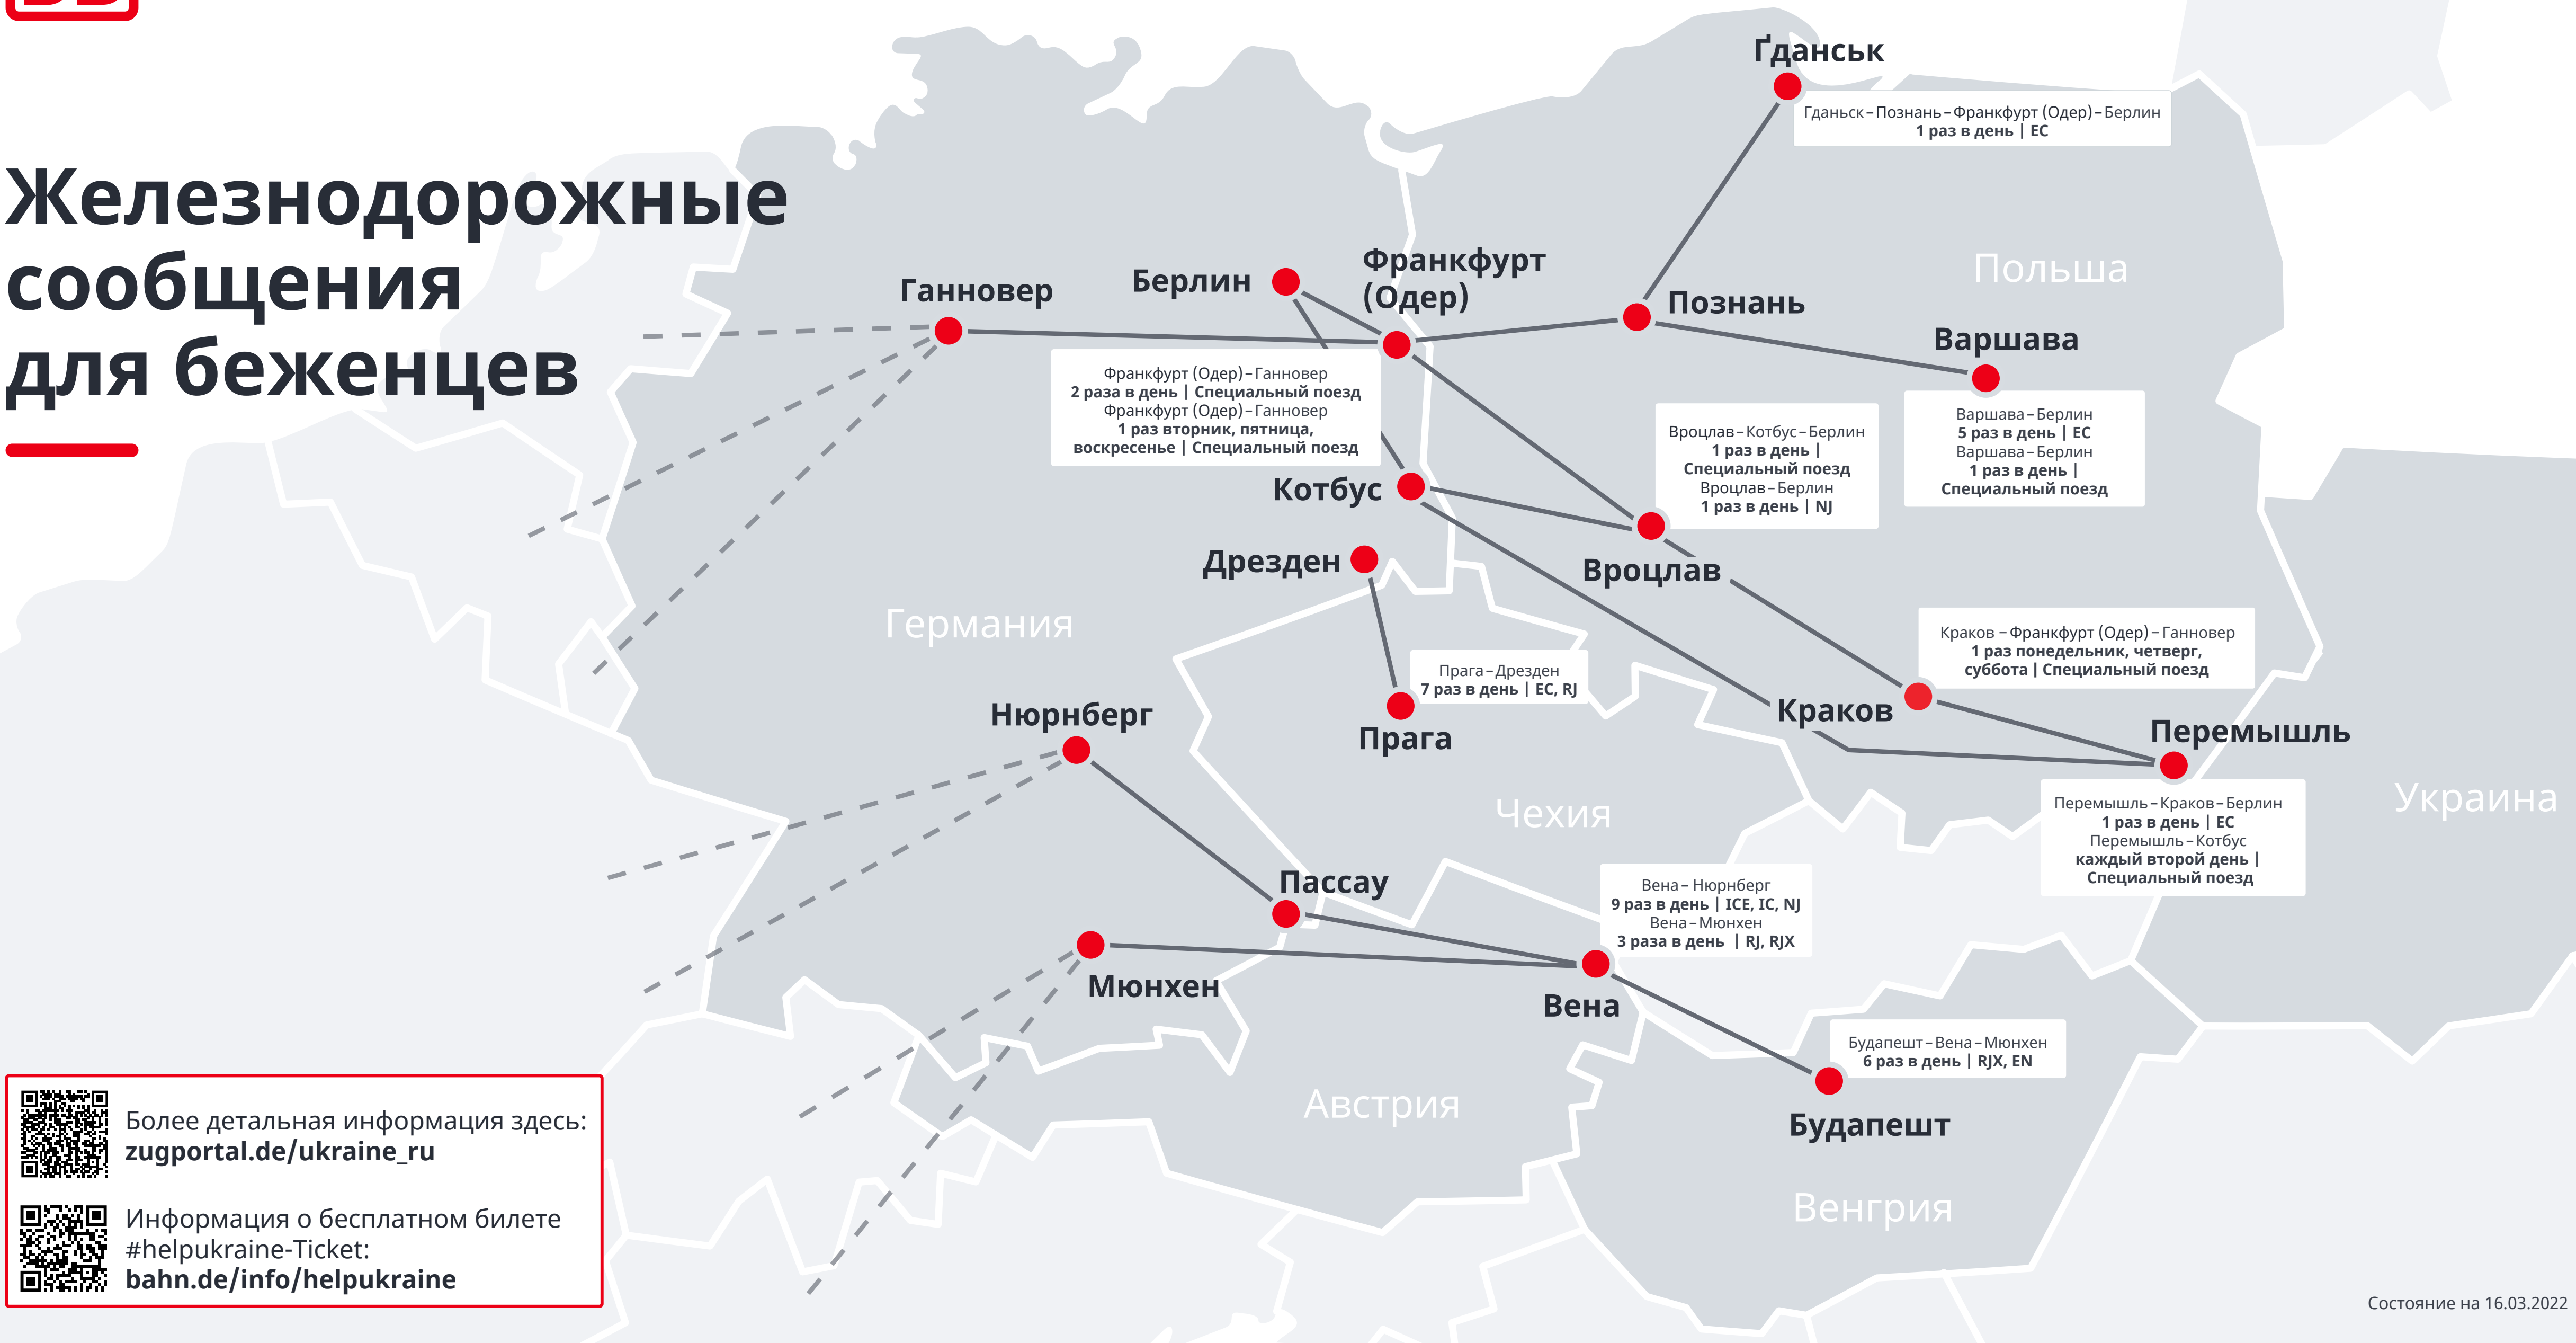 Железнодорожные
сообщения
для беженцев
Ґданськ
Гданьск – Познань – Франкфурт (Одер) – Берлин
1 раз в день | EC
Польша
Франкфурт
(Одер)
Берлин
Ганновер
Познань
Варшава
Франкфурт (Одер) – Ганновер
2 раза в день | Специальный поезд
Франкфурт (Одер) – Ганновер
1 раз вторник, пятница,
воскресенье | Специальный поезд
Вроцлав – Котбус – Берлин
1 раз в день |
Специальный поезд
Вроцлав – Берлин
1 раз в день | NJ
Варшава – Берлин
5 раз в день | EC
Варшава – Берлин
1 раз в день |
Специальный поезд
Котбус
Дрезден
Вроцлав
Германия
Краков – Франкфурт (Одер) – Ганновер
1 раз понедельник, четверг,
суббота | Специальный поезд
Прага – Дрезден
7 раз в день | EC, RJ
Нюрнберг
Прага
Краков
Перемышль
Украина
Чехия
Перемышль – Краков – Берлин
1 раз в день | EC
Перемышль – Котбус
каждый второй день |
Специальный поезд
Пассау
Вена – Нюрнберг
9 раз в день | ICE, IC, NJ
Вена – Мюнхен
3 раза в день | RJ, RJX
Мюнхен
Вена
Будапешт – Вена – Мюнхен
6 раз в день | RJX, EN
Австрия
Будапешт
Венгрия
Более детальная информация здесь:
zugportal.de/ukraine_ru
Информация о бесплатном билете
#helpukraine-Ticket:
bahn.de/info/helpukraine
Состояние на 16.03.2022